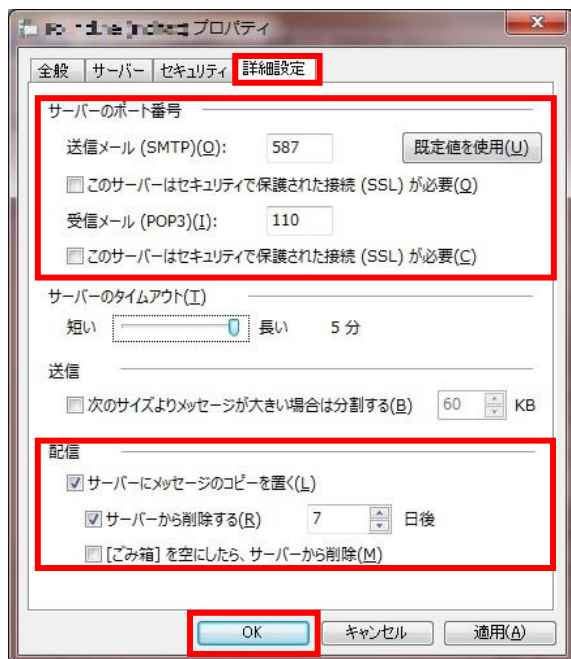 プロパティ
全般 サーバー セキュリティ 詳細設定
サーバーのポート番号
送信メール (SMTP)(O): 587 既定値を使用(U)
このサーバーはセキュリティで保護された接続 (SSL) が必要(Q)
受信メール (POP3)(I): 110
このサーバーはセキュリティで保護された接続 (SSL) が必要(C)
サーバーのタイムアウト(T)
短い 長い 5 分
送信
次のサイズよりメッセージが大きい場合は分割する(B) 60 KB
配信
サーバーにメッセージのコピーを置く(L)
サーバーから削除する(R) 7 日後
[ごみ箱] を空にしたら、サーバーから削除(M)
OK キャンセル 適用(A)